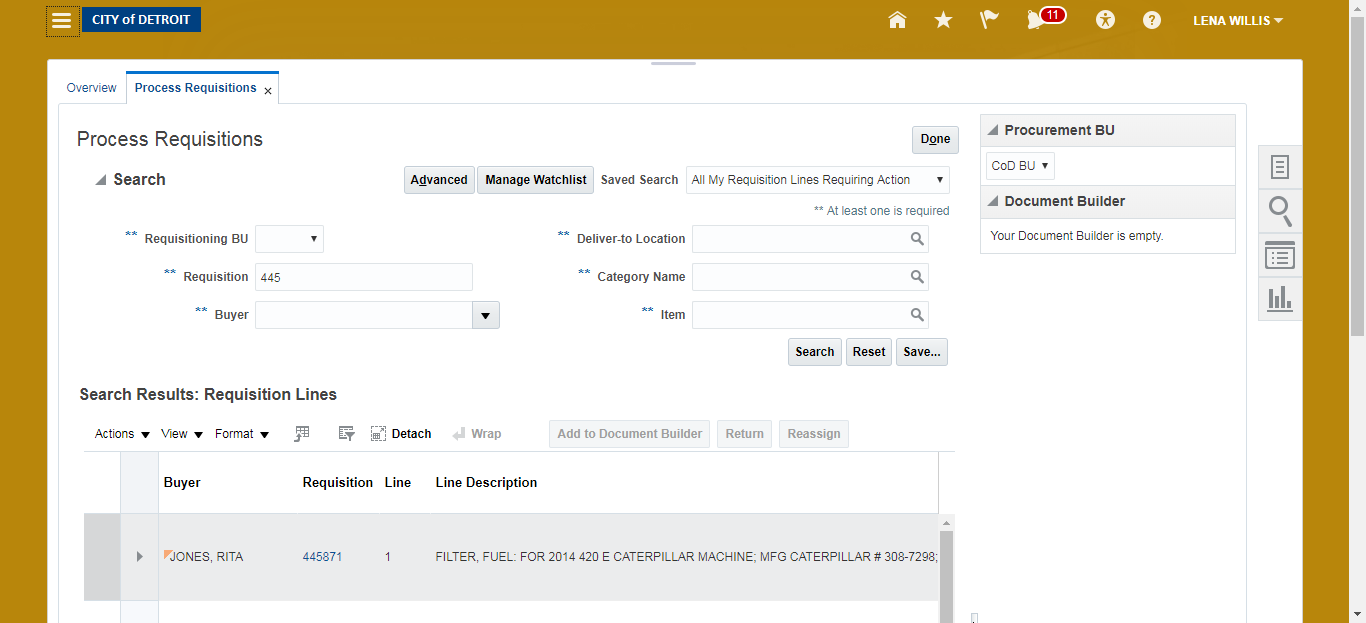 CITY of DETROIT
11
LENA WILLIS
Overview
Process Requisitions
Process Requisitions
Done
Search
Advanced
Manage Watchlist
Saved Search
All My Requisition Lines Requiring Action
** At least one is required
** Requisitioning BU
** Deliver-to Location
** Requisition 445
** Category Name
** Buyer
** Item
Search
Reset
Save...
Procurement BU
CoD BU
Document Builder
Your Document Builder is empty.
Search Results: Requisition Lines
Actions
View
Format
Detach
Wrap
Add to Document Builder
Return
Reassign
Buyer
Requisition
Line
Line Description
JONES, RITA
445871
1
FILTER, FUEL: FOR 2014 420 E CATERPILLAR MACHINE; MFG CATERPILLAR # 308-7298;